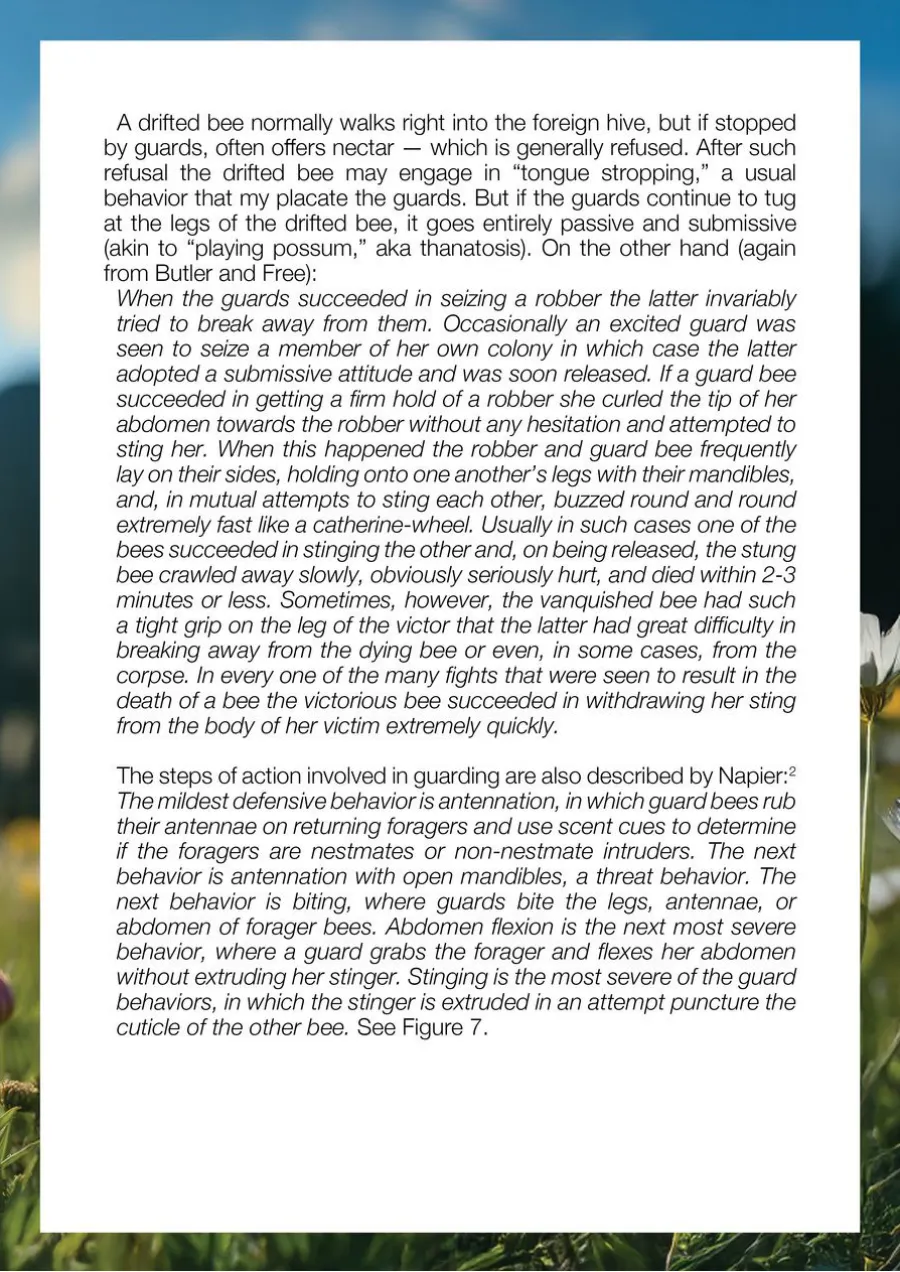 A drifted bee normally walks right into the foreign hive, but if stopped
by guards, often offers nectar — which is generally refused. After such
refusal the drifted bee may engage in “tongue stropping,” a usual
behavior that my placate the guards. But if the guards continue to tug
at the legs of the drifted bee, it goes entirely passive and submissive
(akin to “playing possum,” aka thanatosis). On the other hand (again
from Butler and Free):
When the guards succeeded in seizing a robber the latter invariably
tried to break away from them. Occasionally an excited guard was
seen to seize a member of her own colony in which case the latter
adopted a submissive attitude and was soon released. If a guard bee
succeeded in getting a firm hold of a robber she curled the tip of her
abdomen towards the robber without any hesitation and attempted to
sting her. When this happened the robber and guard bee frequently
lay on their sides, holding onto one another’s legs with their mandibles,
and, in mutual attempts to sting each other, buzzed round and round
extremely fast like a catherine-wheel. Usually in such cases one of the
bees succeeded in stinging the other and, on being released, the stung
bee crawled away slowly, obviously seriously hurt, and died within 2-3
minutes or less. Sometimes, however, the vanquished bee had such
a tight grip on the leg of the victor that the latter had great difficulty in
breaking away from the dying bee or even, in some cases, from the
corpse. In every one of the many fights that were seen to result in the
death of a bee the victorious bee succeeded in withdrawing her sting
from the body of her victim extremely quickly.
The steps of action involved in guarding are also described by Napier:²
The mildest defensive behavior is antennation, in which guard bees rub
their antennae on returning foragers and use scent cues to determine
if the foragers are nestmates or non-nestmate intruders. The next
behavior is antennation with open mandibles, a threat behavior. The
next behavior is biting, where guards bite the legs, antennae, or
abdomen of forager bees. Abdomen flexion is the next most severe
behavior, where a guard grabs the forager and flexes her abdomen
without extruding her stinger. Stinging is the most severe of the guard
behaviors, in which the stinger is extruded in an attempt puncture the
cuticle of the other bee. See Figure 7.